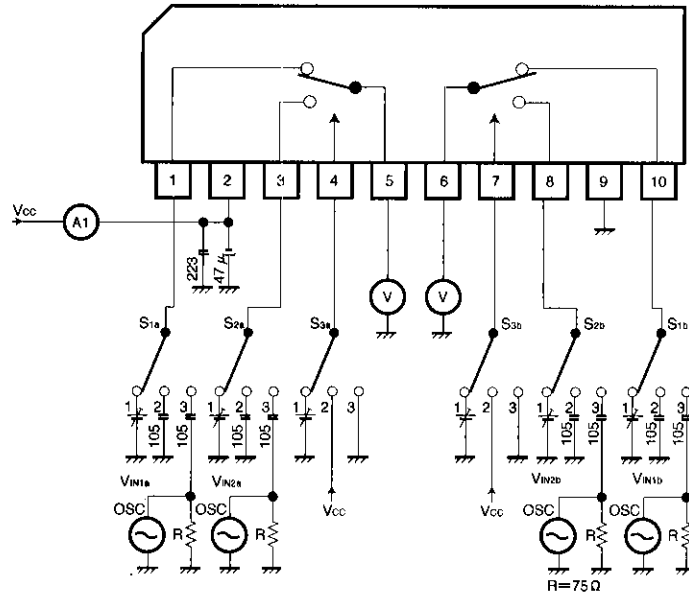 1 2 3 4 5 6 7 8 9 10
Vcc A1
223 47μ
V V
S1a S2a S3a S3b S2b S1b
1 2 3 1 2 3 1 2 3 1 2 3 1 2 3 1 2 3
105 105 105 105 105 105 105 105
VIN1a VIN2a VIN2b VIN1b
Vcc Vcc
OSC OSC OSC OSC
R R R R
R=75Ω